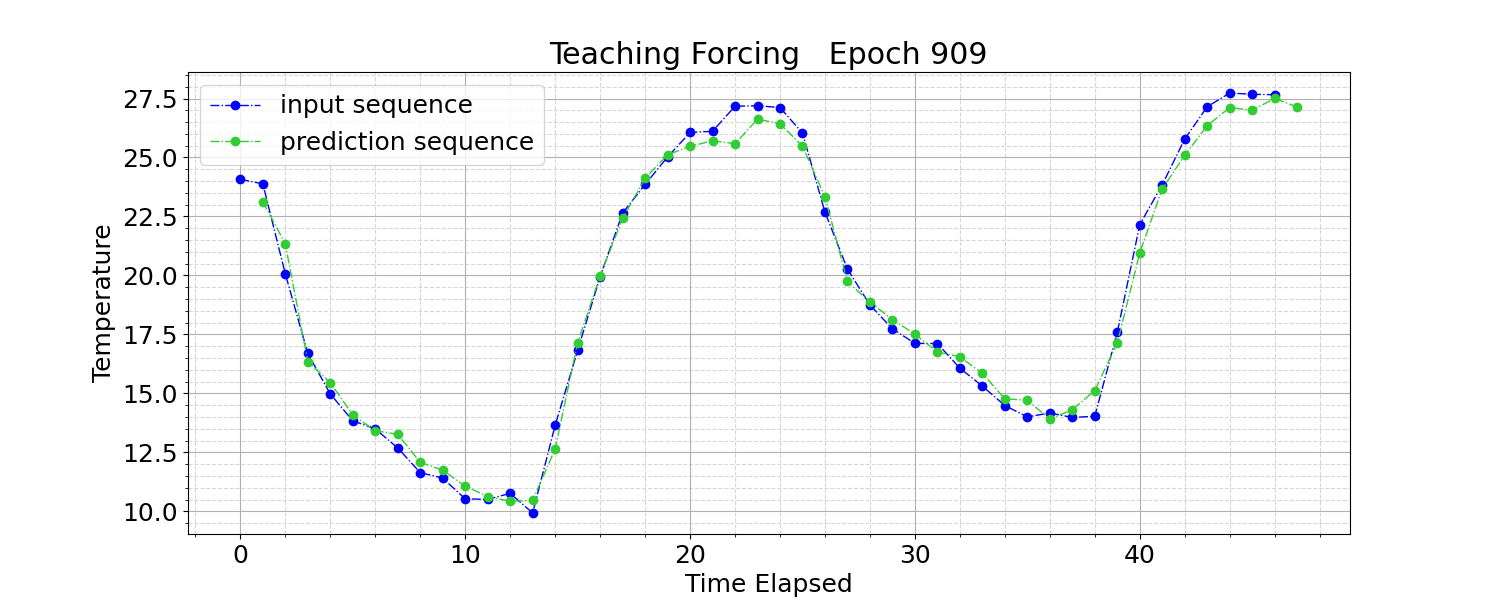 Teaching Forcing   Epoch 909
input sequence
prediction sequence
27.5
25.0
22.5
20.0
17.5
15.0
12.5
10.0
Temperature
0 10 20 30 40
Time Elapsed